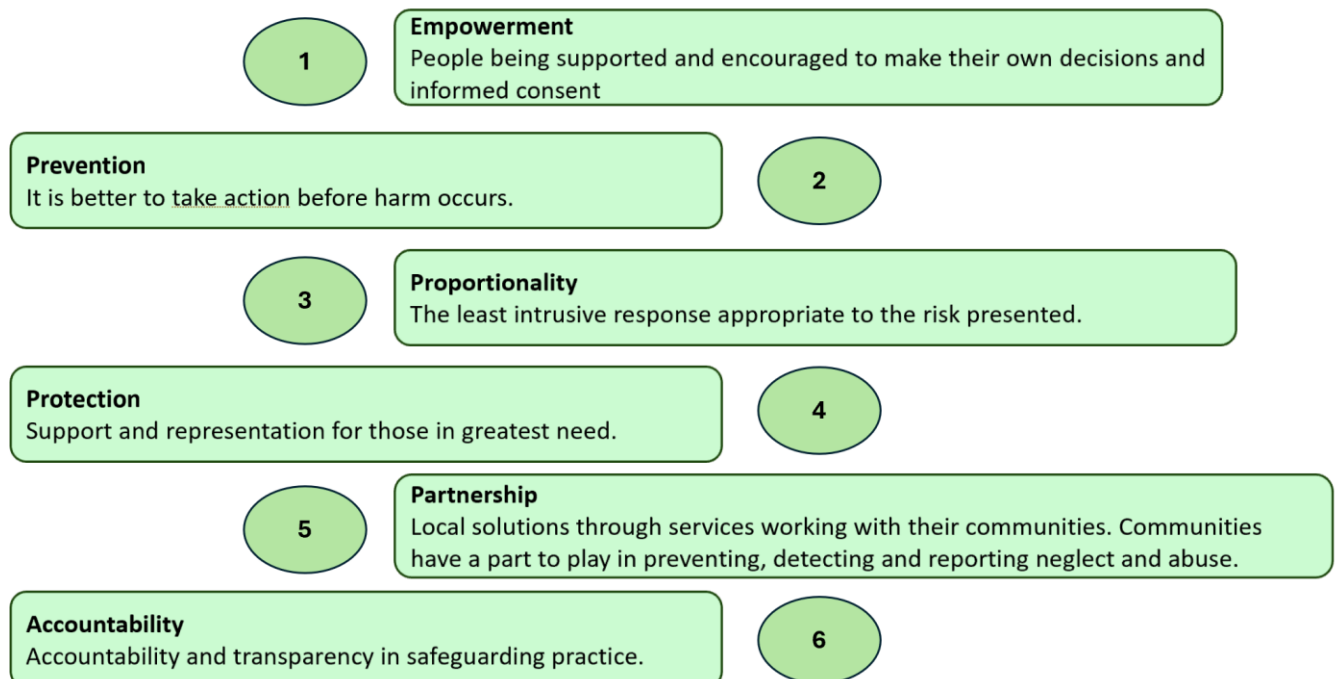 1
Empowerment
People being supported and encouraged to make their own decisions and
informed consent
Prevention
It is better to take action before harm occurs.
2
3
Proportionality
The least intrusive response appropriate to the risk presented.
Protection
Support and representation for those in greatest need.
4
5
Partnership
Local solutions through services working with their communities. Communities
have a part to play in preventing, detecting and reporting neglect and abuse.
Accountability
Accountability and transparency in safeguarding practice.
6